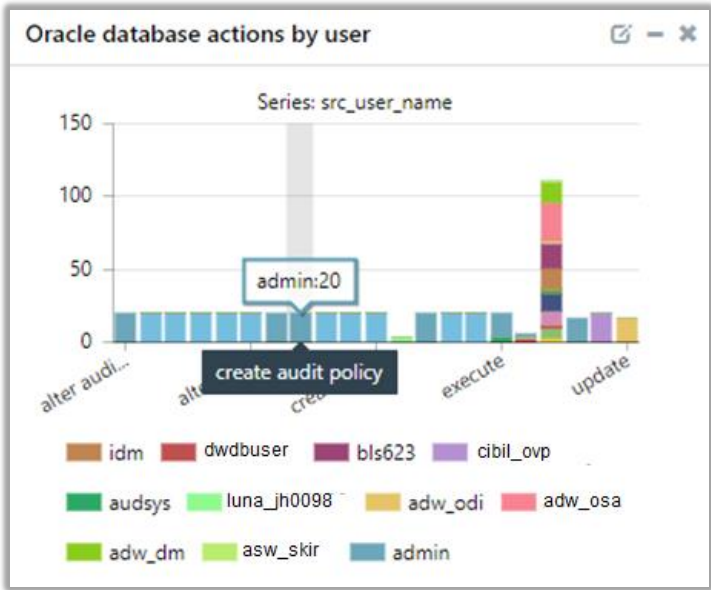 Oracle database actions by user
Series: src_user_name
150
100
50
0
admin:20
create audit policy
alter audi...
execute
update
idm dwdbuser bls623 cibil_ovp
audsys luna_jh0098 adw_odi adw_osa
adw_dm asw_skir admin